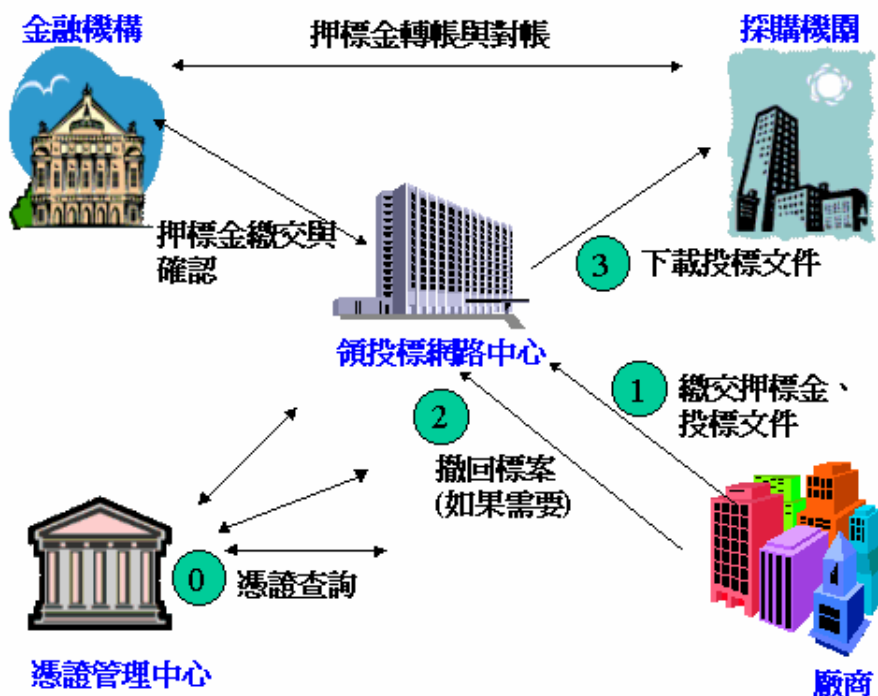 金融機構
押標金轉帳與對帳
採購機關
押標金繳交與
確認
3
下載投標文件
領投標網路中心
1
繳交押標金、
投標文件
2
撤回標案
(如果需要)
0
憑證查詢
憑證管理中心
廠商